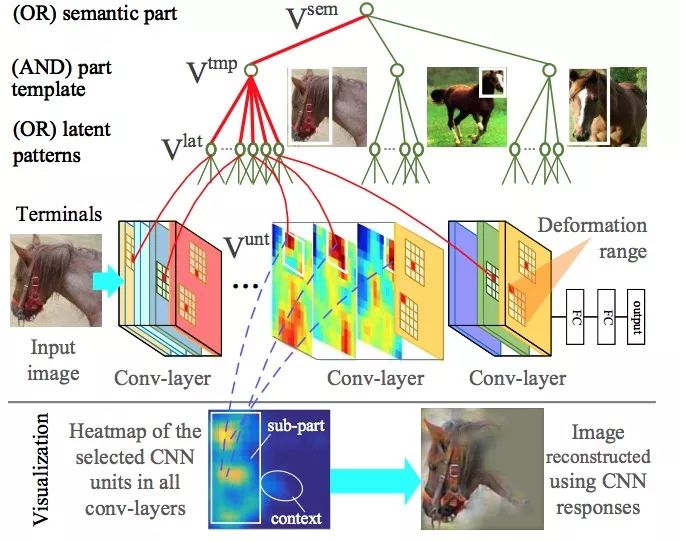 (OR) semantic part
V^sem
(AND) part
template
V^tmp
(OR) latent
patterns
V^lat
Terminals
V^unt
Deformation
range
...
FC
FC
output
Input
image
Conv-layer
Conv-layer
Conv-layer
Visualization
Heatmap of the
selected CNN
units in all
conv-layers
sub-part
context
Image
reconstructed
using CNN
responses